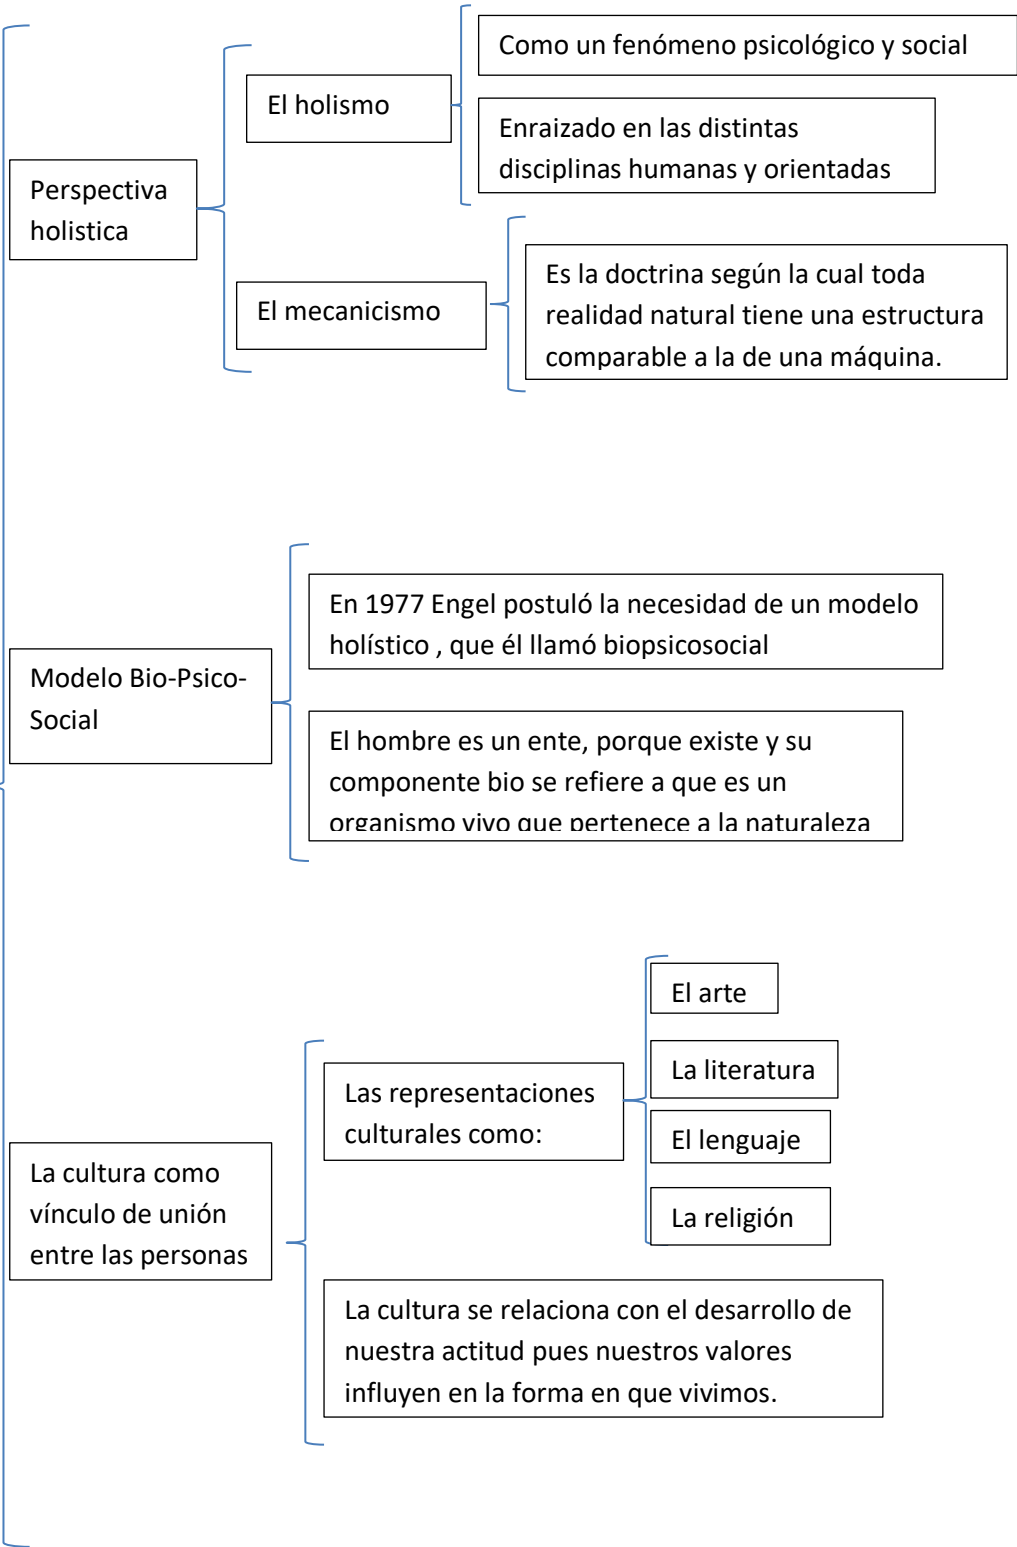 Como un fenómeno psicológico y social
El holismo
Enraizado en las distintas
disciplinas humanas y orientadas
Perspectiva
holistica
Es la doctrina según la cual toda
realidad natural tiene una estructura
comparable a la de una máquina.
El mecanicismo
En 1977 Engel postuló la necesidad de un modelo
holístico , que él llamó biopsicosocial
Modelo Bio-Psico-
Social
El hombre es un ente, porque existe y su
componente bio se refiere a que es un
organismo vivo que pertenece a la naturaleza
El arte
La literatura
Las representaciones
culturales como:
El lenguaje
La religión
La cultura como
vínculo de unión
entre las personas
La cultura se relaciona con el desarrollo de
nuestra actitud pues nuestros valores
influyen en la forma en que vivimos.